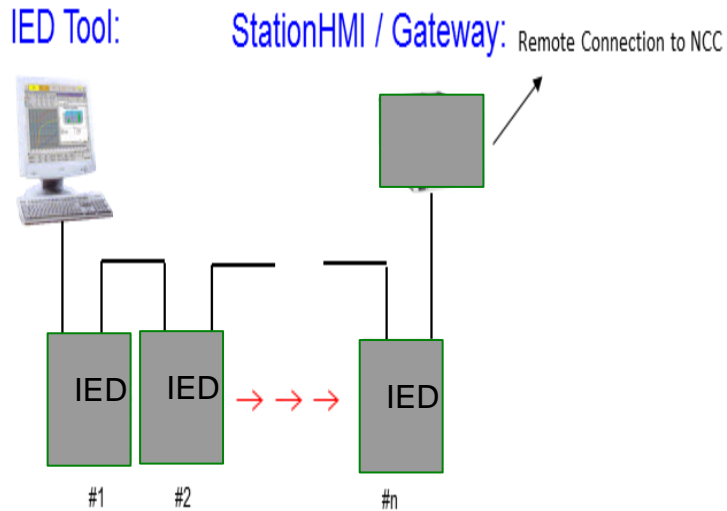 IED Tool:
StationHMI / Gateway:
Remote Connection to NCC
IED
IED
IED
#1
#2
#n